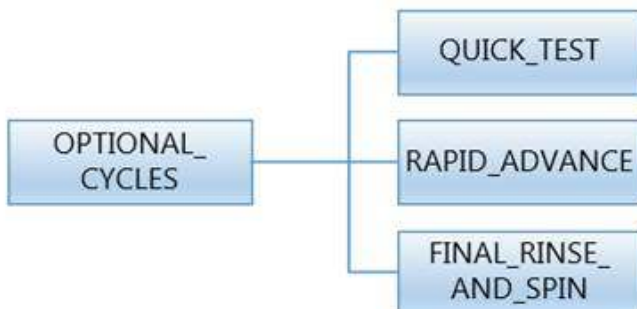 QUICK_TEST
OPTIONAL_
CYCLES
RAPID_ADVANCE
FINAL_RINSE_
AND_SPIN